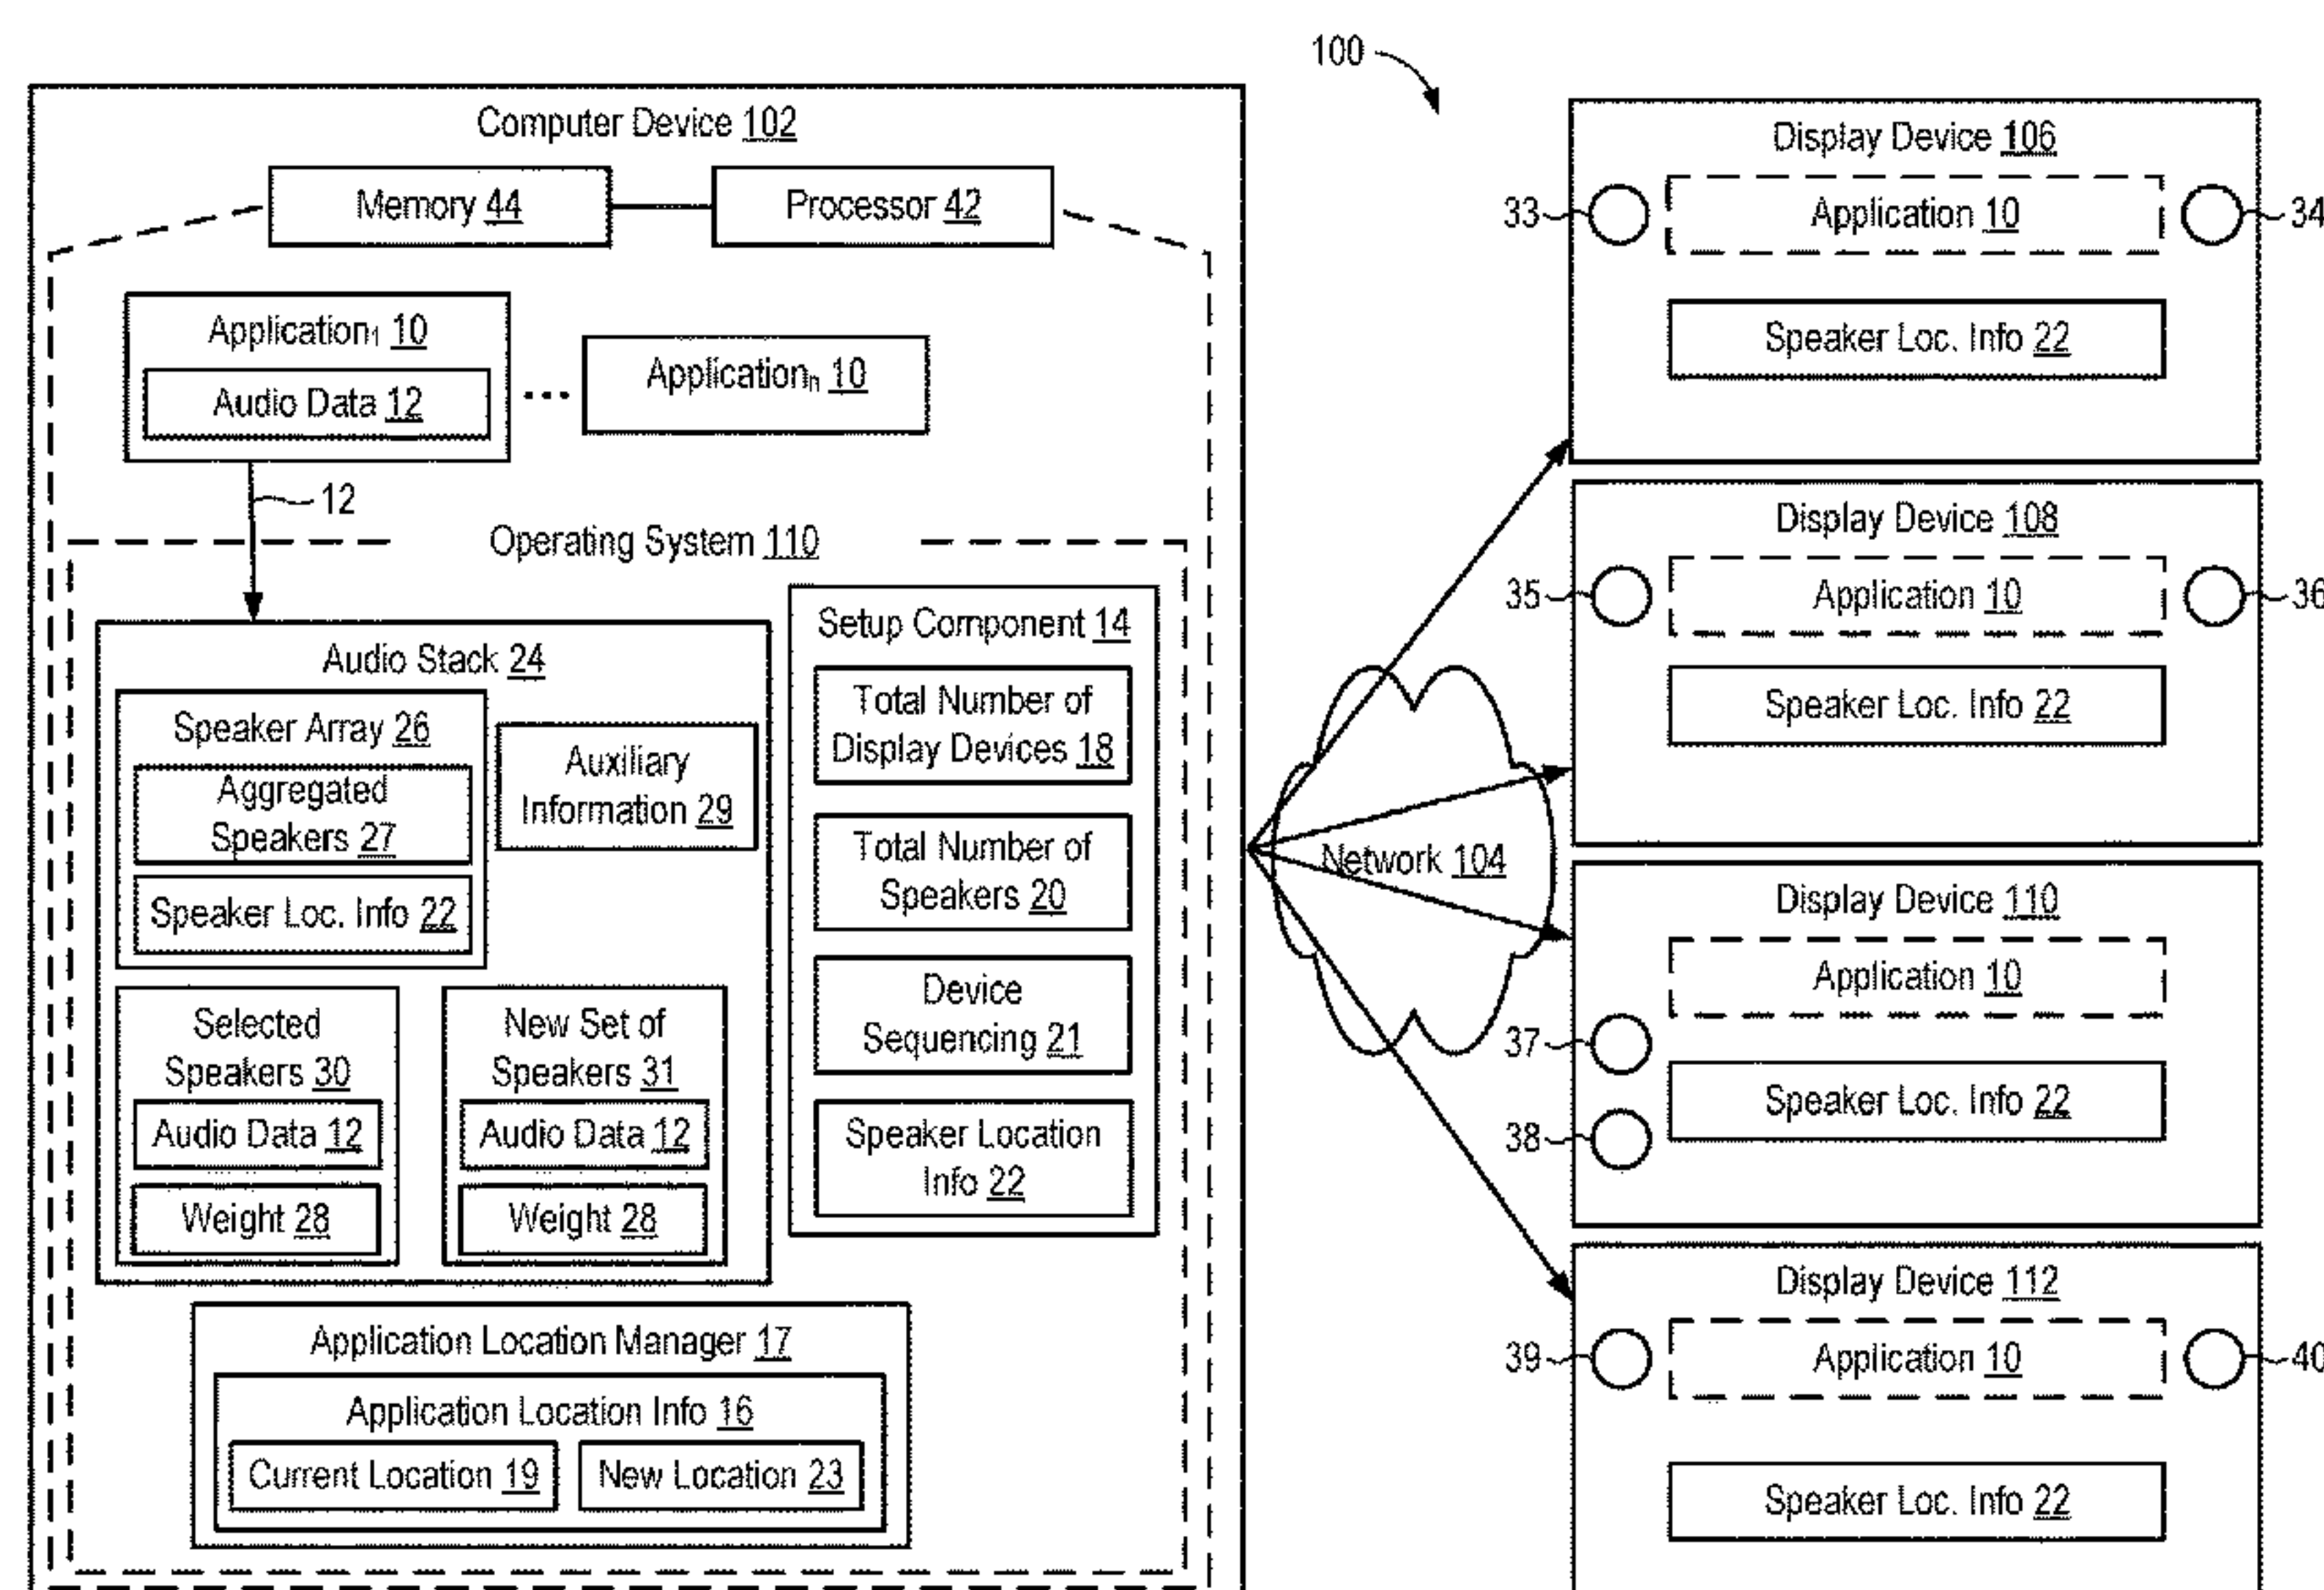 100
Computer Device 102
Memory 44
Processor 42
Application1 10
Audio Data 12
...
Applicationn 10
12
Operating System 110
Audio Stack 24
Speaker Array 26
Aggregated
Speakers 27
Speaker Loc. Info 22
Auxiliary
Information 29
Selected
Speakers 30
Audio Data 12
Weight 28
New Set of
Speakers 31
Audio Data 12
Weight 28
Setup Component 14
Total Number of
Display Devices 18
Total Number of
Speakers 20
Device
Sequencing 21
Speaker Location
Info 22
Application Location Manager 17
Application Location Info 16
Current Location 19
New Location 23
Network 104
Display Device 106
33
Application 10
34
Speaker Loc. Info 22
Display Device 108
35
Application 10
36
Speaker Loc. Info 22
Display Device 110
Application 10
37
Speaker Loc. Info 22
38
Display Device 112
39
Application 10
40
Speaker Loc. Info 22